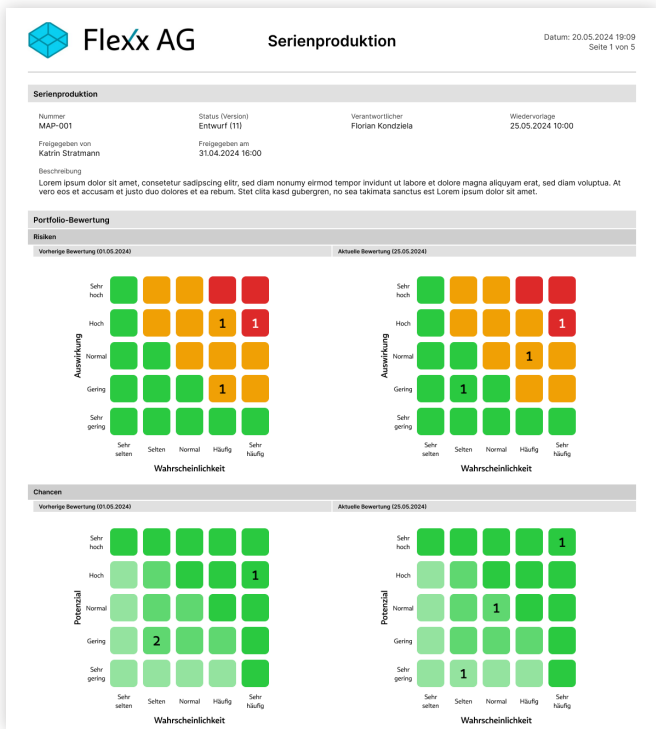 Flexx AG
Serienproduktion
Datum: 20.05.2024 19:09
Seite 1 von 5
Serienproduktion
Nummer
MAP-001
Status (Version)
Entwurf (11)
Verantwortlicher
Florian Kondziela
Wiedervorlage
25.05.2024 10:00
Freigegeben von
Katrin Stratmann
Freigegeben am
31.04.2024 16:00
Beschreibung
Lorem ipsum dolor sit amet, consetetur sadipscing elitr, sed diam nonumy eirmod tempor invidunt ut labore et dolore magna aliquyam erat, sed diam voluptua. At
vero eos et accusam et justo duo dolores et ea rebum. Stet clita kasd gubergren, no sea takimata sanctus est Lorem ipsum dolor sit amet.
Portfolio-Bewertung
Risiken
Vorherige Bewertung (01.05.2024)
Auswirkung
Sehr
hoch
Hoch
1
1
Normal
Gering
1
Sehr
gering
Sehr
selten
Selten
Normal
Häufig
Sehr
häufig
Wahrscheinlichkeit
Aktuelle Bewertung (25.05.2024)
Auswirkung
Sehr
hoch
Hoch
1
Normal
1
Gering
1
Sehr
gering
Sehr
selten
Selten
Normal
Häufig
Sehr
häufig
Wahrscheinlichkeit
Chancen
Vorherige Bewertung (01.05.2024)
Potenzial
Sehr
hoch
Hoch
1
Normal
Gering
2
Sehr
gering
Sehr
selten
Selten
Normal
Häufig
Sehr
häufig
Wahrscheinlichkeit
Aktuelle Bewertung (25.05.2024)
Potenzial
Sehr
hoch
1
Hoch
Normal
1
Gering
Sehr
gering
1
Sehr
selten
Selten
Normal
Häufig
Sehr
häufig
Wahrscheinlichkeit